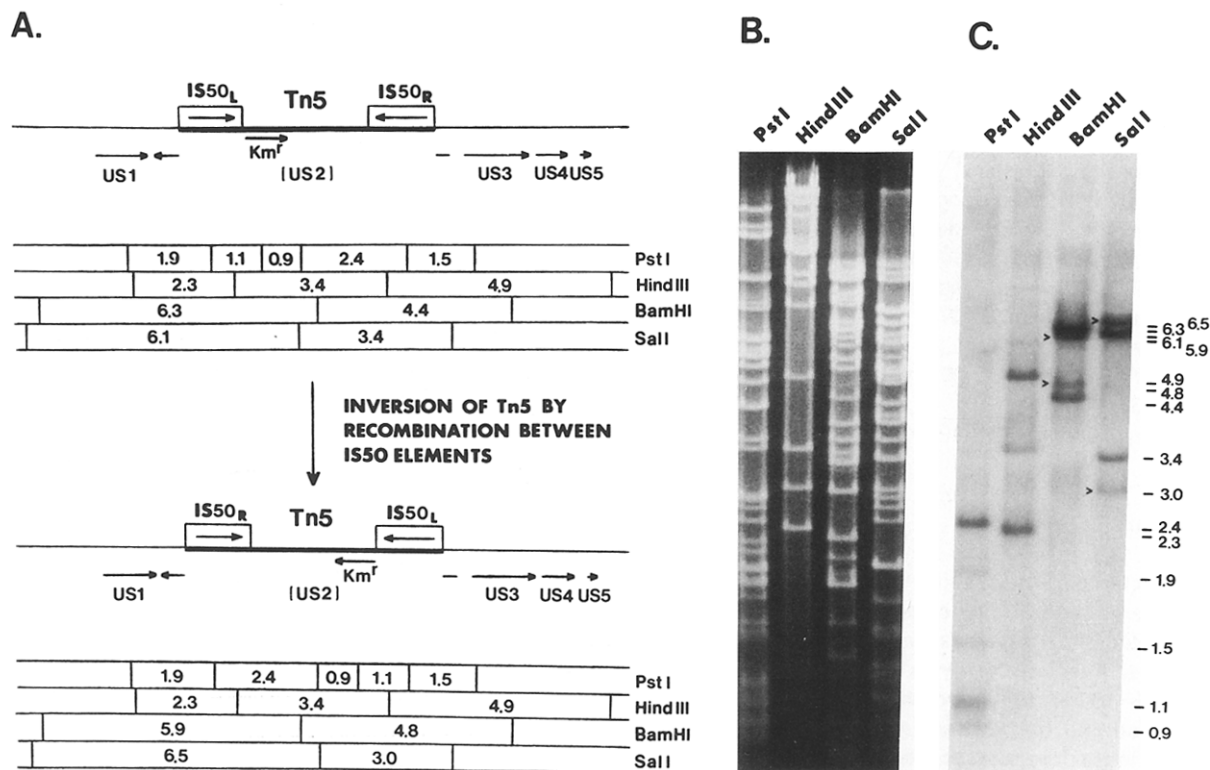 A.
IS50L Tn5 IS50R
Kmr
US1 [US2] US3 US4 US5
1.9 1.1 0.9 2.4 1.5 Pst I
2.3 3.4 4.9 Hind III
6.3 4.4 BamHI
6.1 3.4 Sal I
INVERSION OF Tn5 BY
RECOMBINATION BETWEEN
IS50 ELEMENTS
IS50R Tn5 IS50L
Kmr
US1 [US2] US3 US4 US5
1.9 2.4 0.9 1.1 1.5 Pst I
2.3 3.4 4.9 Hind III
5.9 4.8 BamHI
6.5 3.0 Sal I
B.
Pst I Hind III BamHI Sal I
C.
Pst I Hind III BamHI Sal I
6.5
6.3
6.1
5.9
4.9
4.8
4.4
3.4
3.0
2.4
2.3
1.9
1.5
1.1
0.9